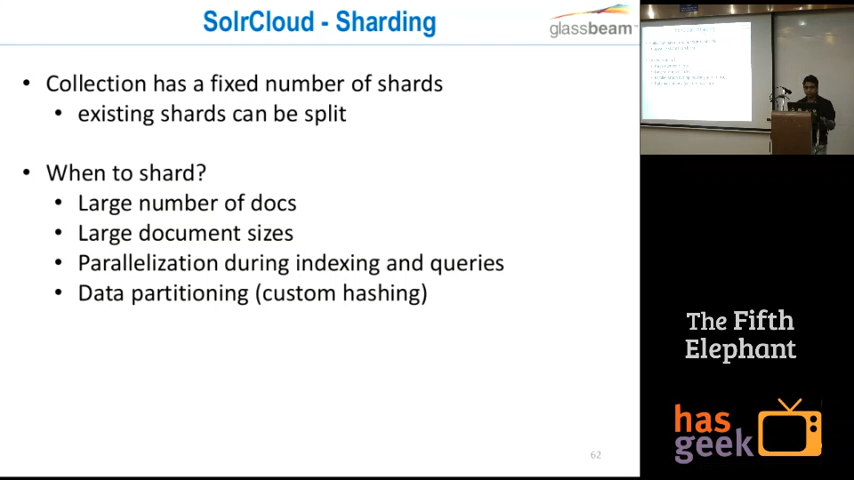 SolrCloud - Sharding
glassbeam
• Collection has a fixed number of shards
• existing shards can be split
• When to shard?
• Large number of docs
• Large document sizes
• Parallelization during indexing and queries
• Data partitioning (custom hashing)
62
The Fifth
Elephant
has
geek